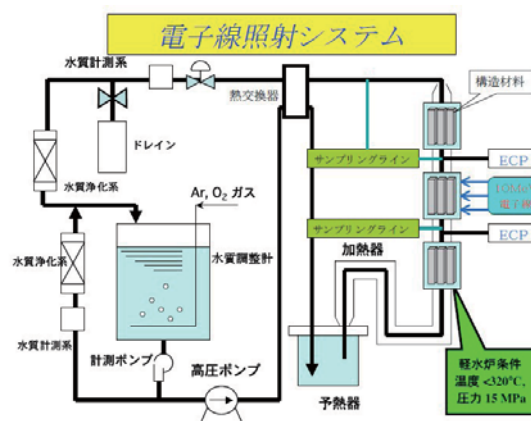 電子線照射システム
水質計測系
熱交換器
構造材料
ドレイン
サンプリングライン
ECP
水質浄化系
Ar, O₂ ガス
10MeV
電子線
サンプリングライン
ECP
水質浄化系
水質調整計
加熱器
水質計測系
計測ポンプ
高圧ポンプ
予熱器
軽水炉条件
温度 <320°C,
圧力 15 MPa